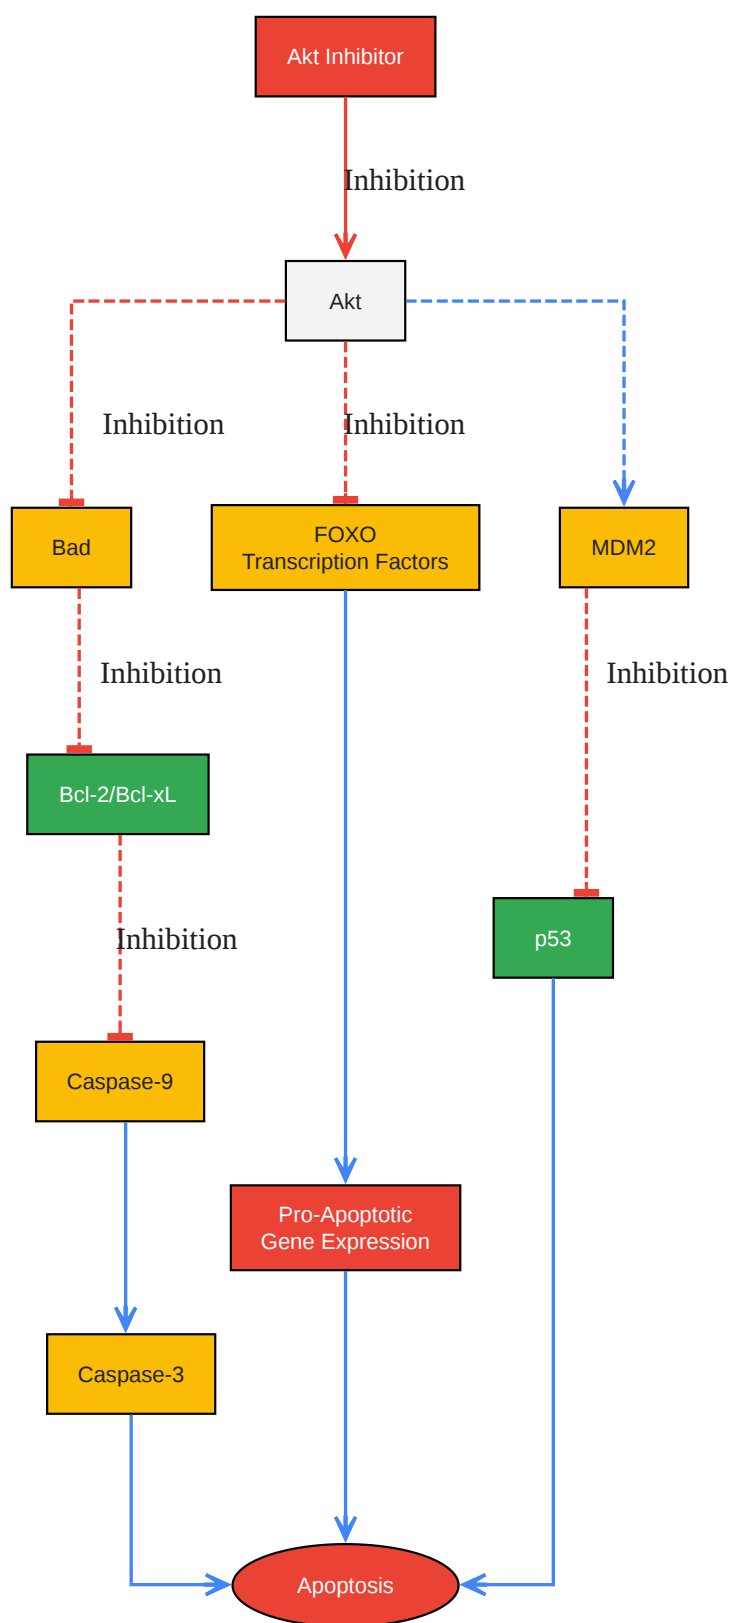 Akt Inhibitor
Inhibition
Akt
Inhibition
Inhibition
Bad
FOXO
Transcription Factors
MDM2
Inhibition
Inhibition
Bcl-2/Bcl-xL
Inhibition
p53
Caspase-9
Pro-Apoptotic
Gene Expression
Caspase-3
Apoptosis